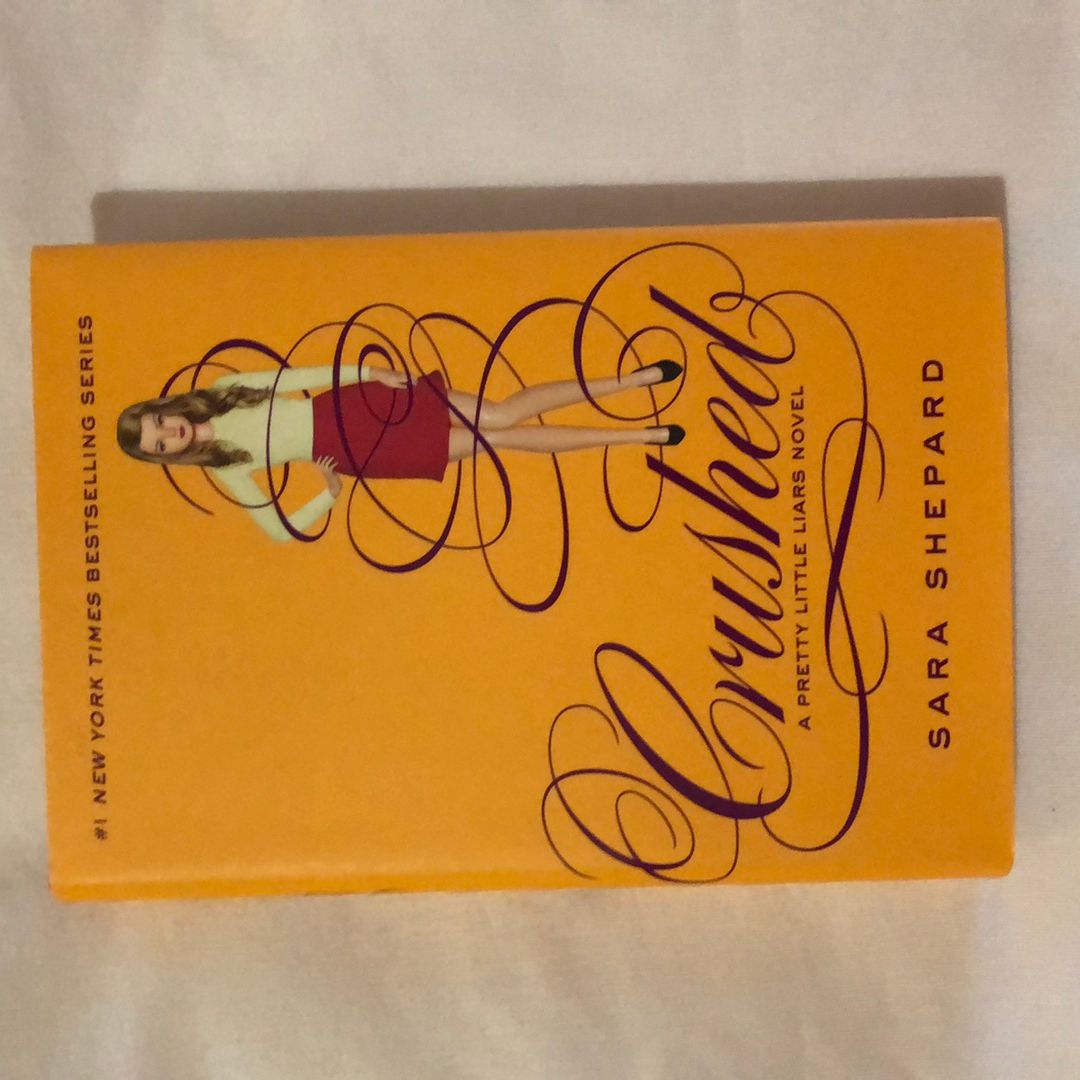 #1 NEW YORK TIMES BESTSELLING SERIES
Crushed
A PRETTY LITTLE LIARS NOVEL
SARA SHEPARD